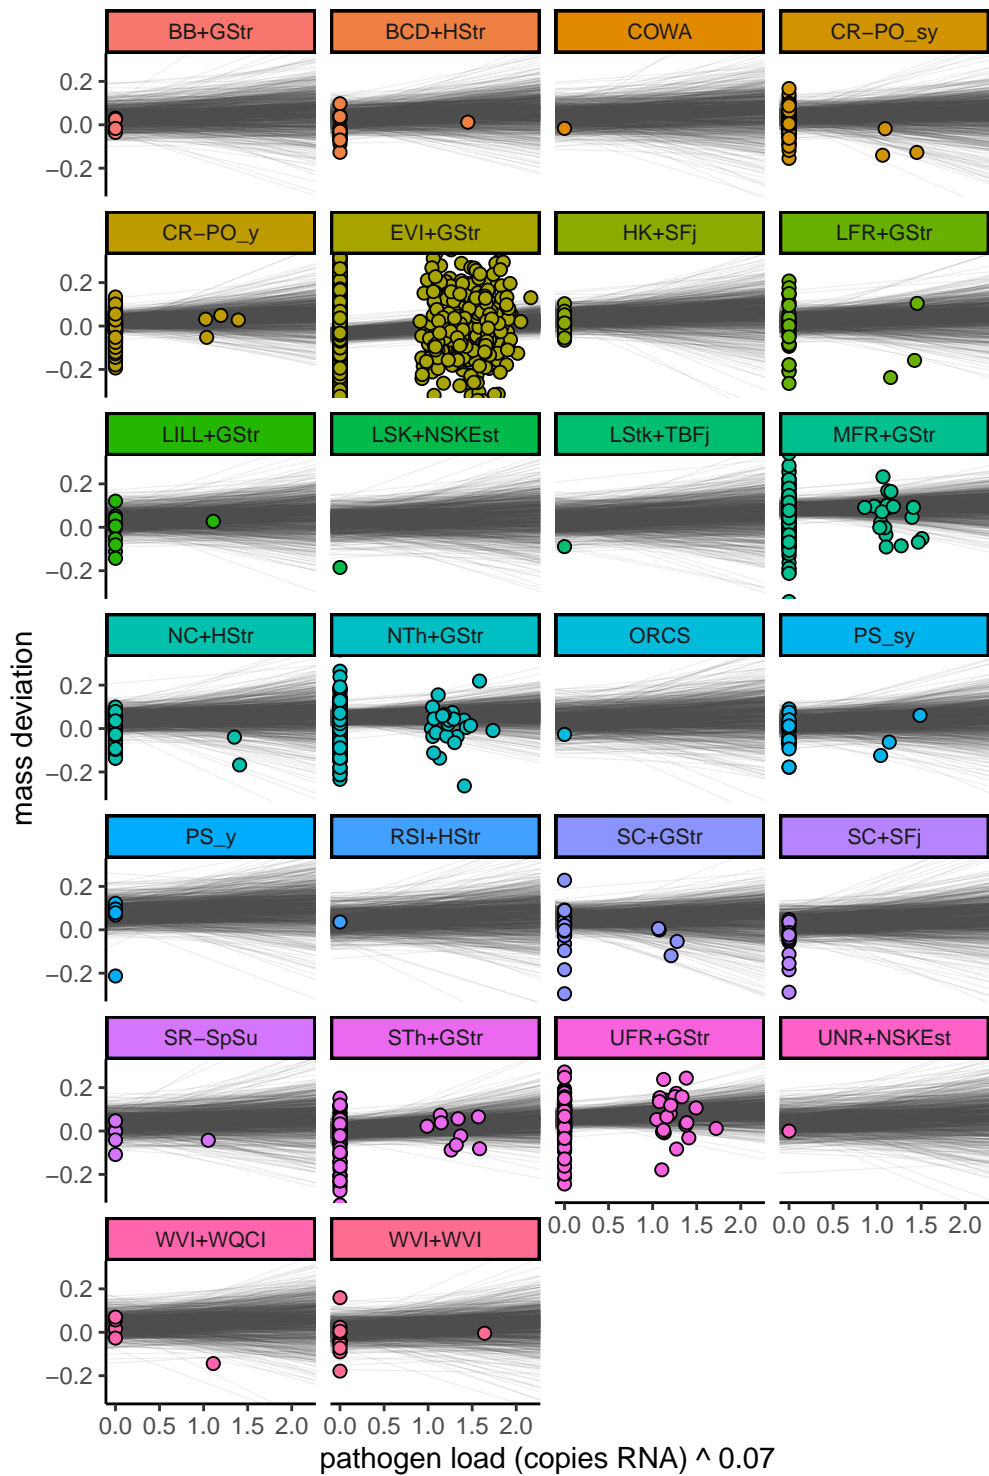 BB+GStr BCD+HStr COWA CR−PO_sy
0.2
0.0
−0.2
CR−PO_y EVI+GStr HK+SFj LFR+GStr
0.2
0.0
−0.2
LILL+GStr LSK+NSKEst LStk+TBFj MFR+GStr
0.2
0.0
−0.2
NC+HStr NTh+GStr ORCS PS_sy
0.2
0.0
−0.2
mass deviation
PS_y RSI+HStr SC+GStr SC+SFj
0.2
0.0
−0.2
SR−SpSu STh+GStr UFR+GStr UNR+NSKEst
0.2
0.0
−0.2
0.0 0.5 1.0 1.5 2.0 0.0 0.5 1.0 1.5 2.0
WVI+WQCI WVI+WVI
0.2
0.0
−0.2
0.0 0.5 1.0 1.5 2.0 0.0 0.5 1.0 1.5 2.0
pathogen load (copies RNA) ^ 0.07